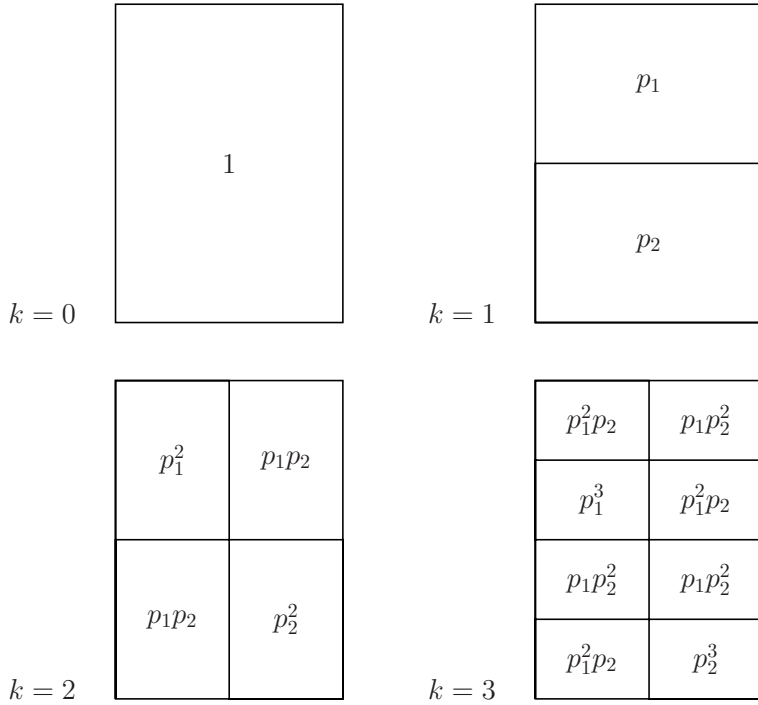 1
k = 0
p₁
p₂
k = 1
p₁² p₁p₂
p₁p₂ p₂²
k = 2
p₁²p₂ p₁p₂²
p₁³ p₁²p₂
p₁p₂² p₁p₂²
p₁²p₂ p₂³
k = 3